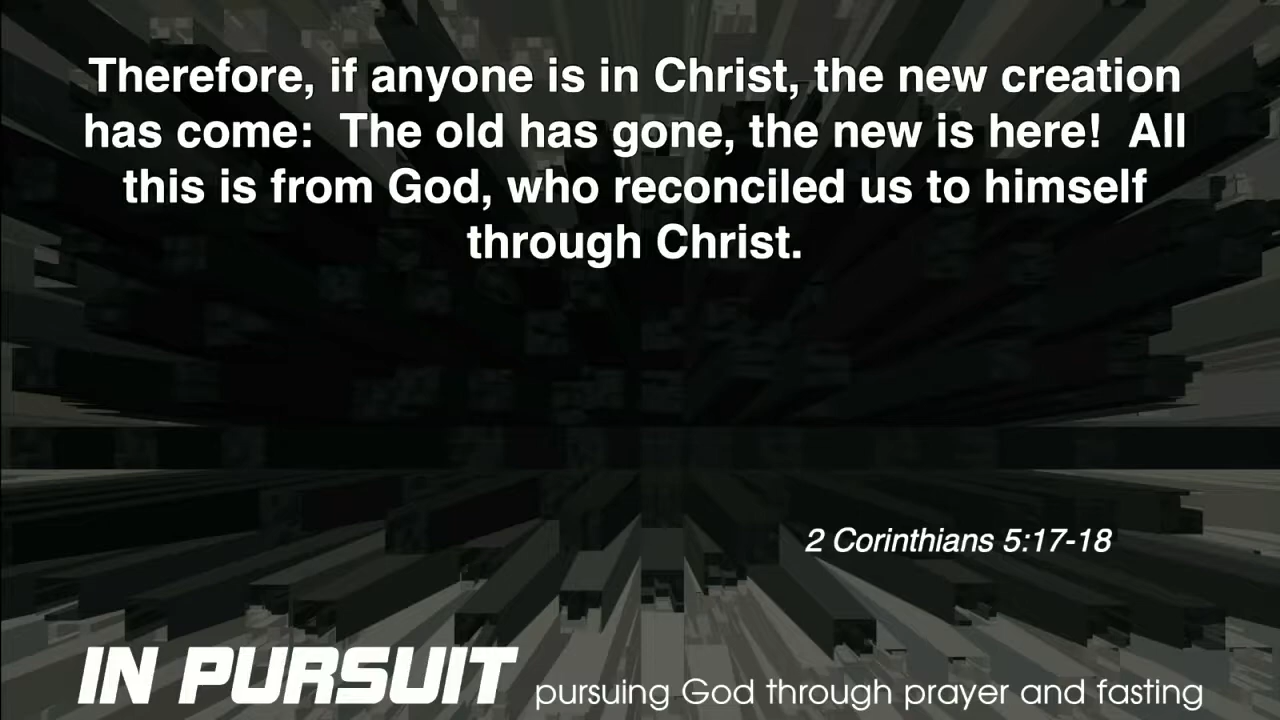 Therefore, if anyone is in Christ, the new creation
has come:  The old has gone, the new is here!  All
this is from God, who reconciled us to himself
through Christ.
2 Corinthians 5:17-18
IN PURSUIT pursuing God through prayer and fasting